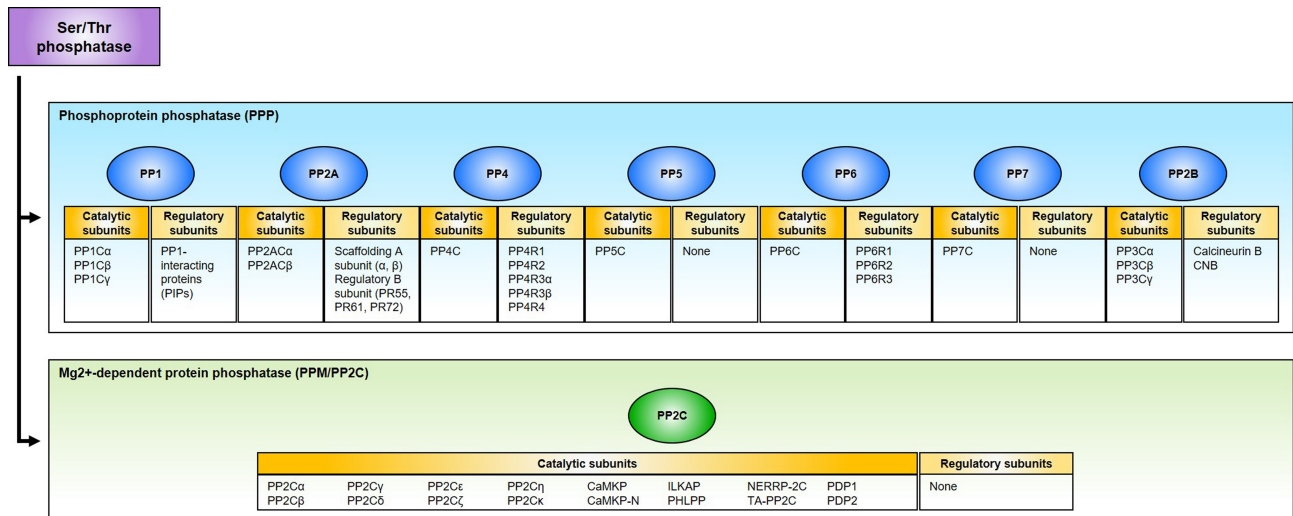 Ser/Thr
phosphatase
Phosphoprotein phosphatase (PPP)
PP1
PP2A
PP4
PP5
PP6
PP7
PP2B
Catalytic
subunits
Regulatory
subunits
Catalytic
subunits
Regulatory
subunits
Catalytic
subunits
Regulatory
subunits
Catalytic
subunits
Regulatory
subunits
Catalytic
subunits
Regulatory
subunits
Catalytic
subunits
Regulatory
subunits
Catalytic
subunits
Regulatory
subunits
PP1Cα
PP1Cβ
PP1Cγ
PP1-
interacting
proteins
(PIPs)
PP2ACα
PP2ACβ
Scaffolding A
subunit (α, β)
Regulatory B
subunit (PR55,
PR61, PR72)
PP4C
PP4R1
PP4R2
PP4R3α
PP4R3β
PP4R4
PP5C
None
PP6C
PP6R1
PP6R2
PP6R3
PP7C
None
PP3Cα
PP3Cβ
PP3Cγ
Calcineurin B
CNB
Mg2+-dependent protein phosphatase (PPM/PP2C)
PP2C
Catalytic subunits
Regulatory subunits
PP2Cα PP2Cγ PP2Cε PP2Cη CaMKP ILKAP NERRP-2C PDP1
PP2Cβ PP2Cδ PP2Cζ PP2Cκ CaMKP-N PHLPP TA-PP2C PDP2
None